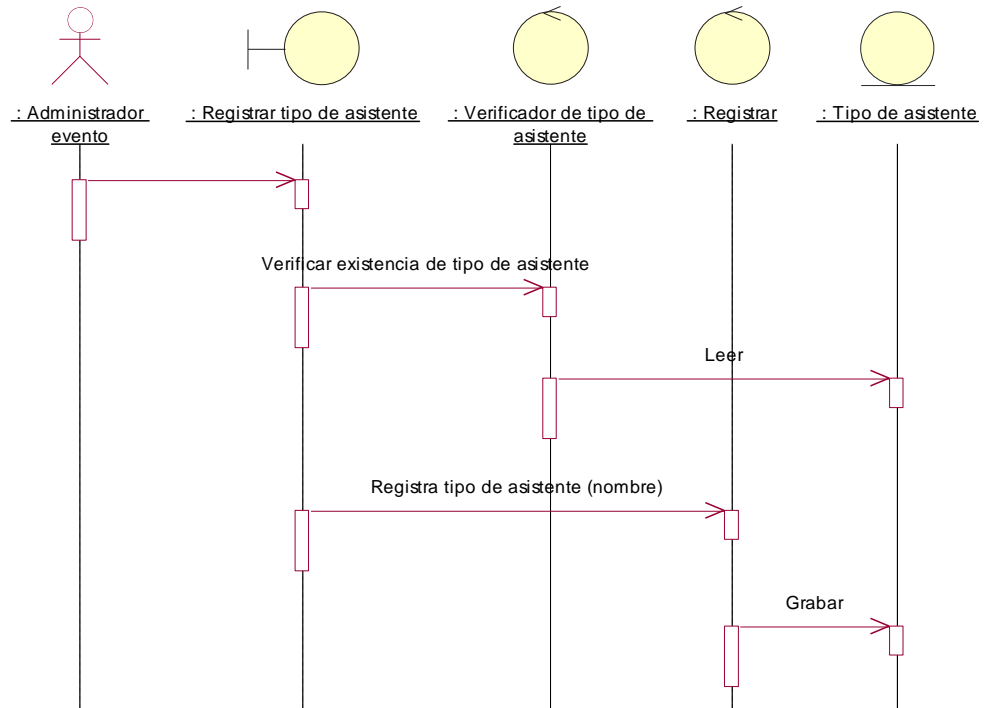 : Administrador
evento
: Registrar tipo de asistente
: Verificador de tipo de
asistente
: Registrar
: Tipo de asistente
Verificar existencia de tipo de asistente
Leer
Registra tipo de asistente (nombre)
Grabar